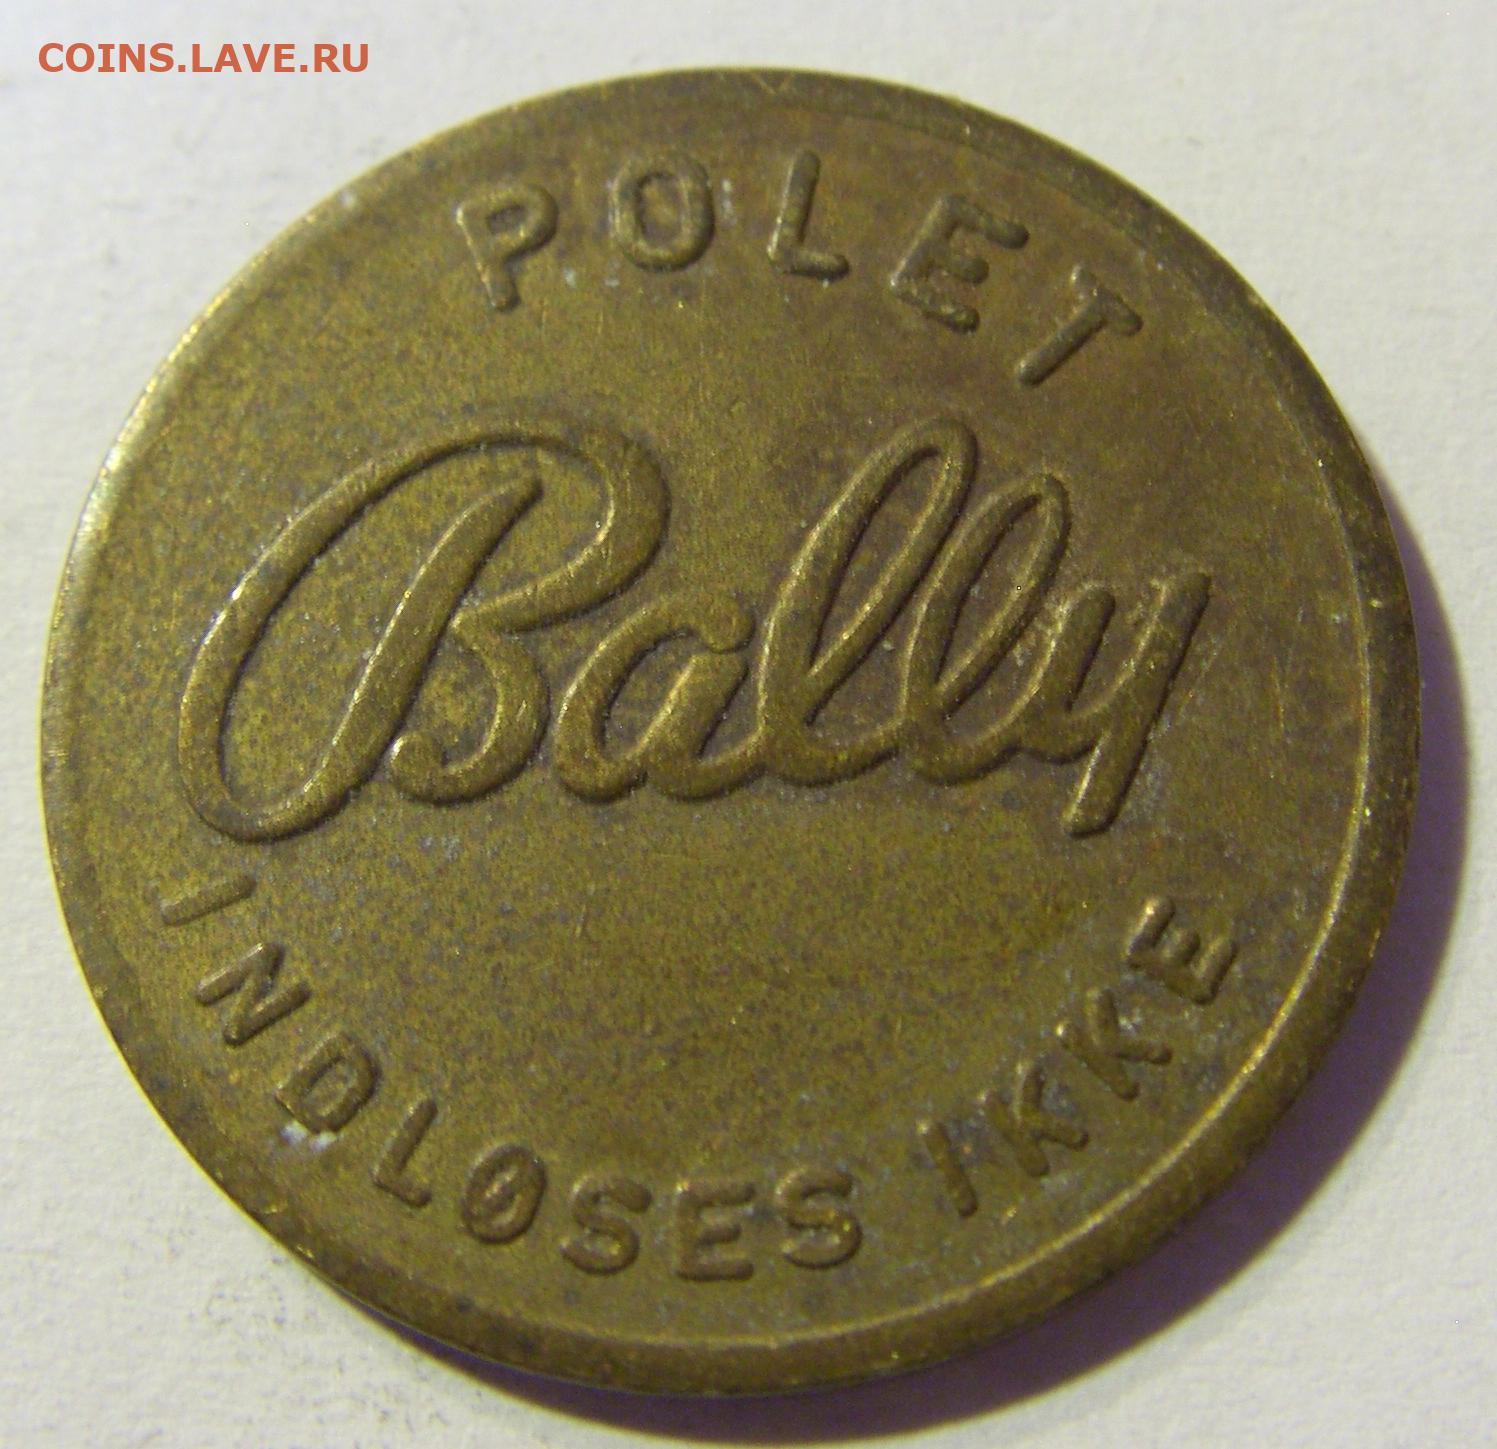 COINS.LAVE.RU
POLET
Bally
INDLØSES IKKE